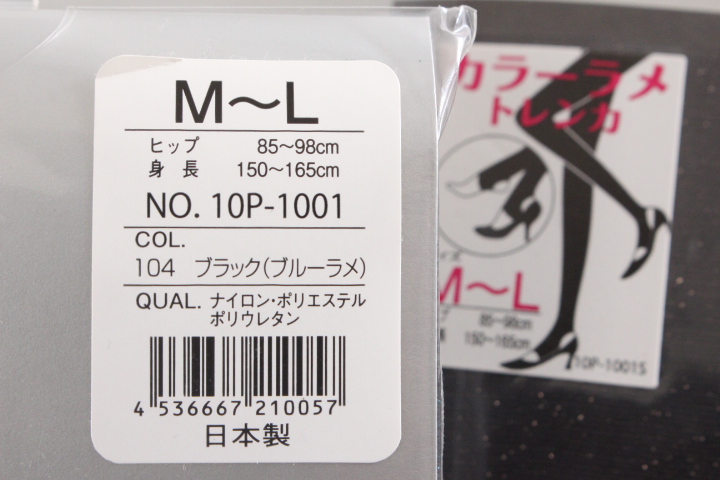 M～L
ヒップ 85～98cm
身長 150～165cm
NO. 10P-1001
COL.
104 ブラック(ブルーラメ)
QUAL. ナイロン・ポリエステル
ポリウレタン
4 536667 210057
日本製
カラーラメ
トレンカ
M～L
85～98cm
150～165cm
10P-1001S